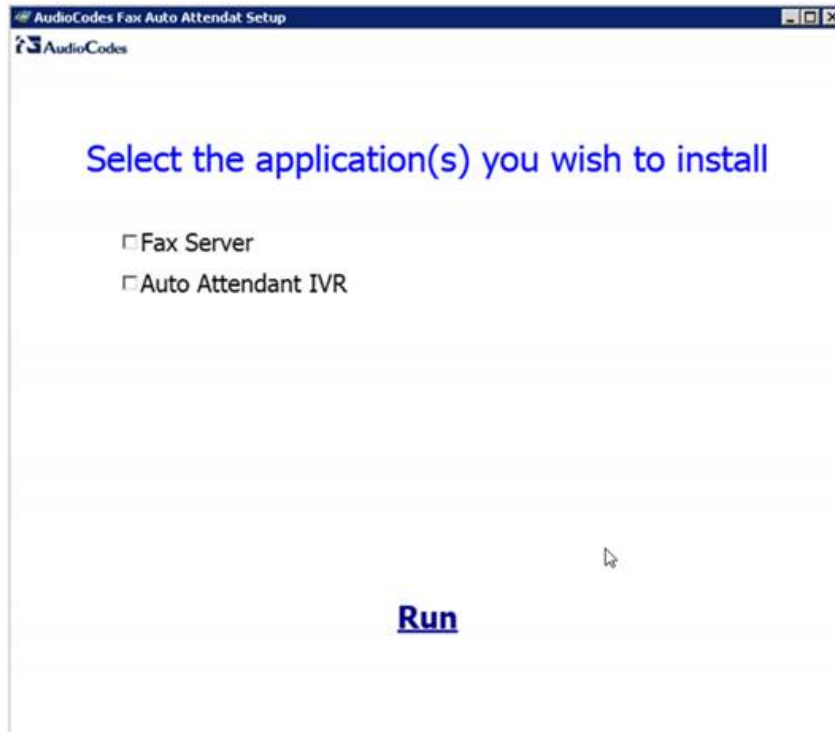 AudioCodes Fax Auto Attendat Setup
AudioCodes
Select the application(s) you wish to install
Fax Server
Auto Attendant IVR
Run